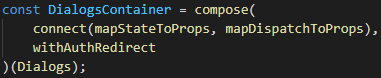 const DialogsContainer = compose(
    connect(mapStateToProps, mapDispatchToProps),
    withAuthRedirect
)(Dialogs);